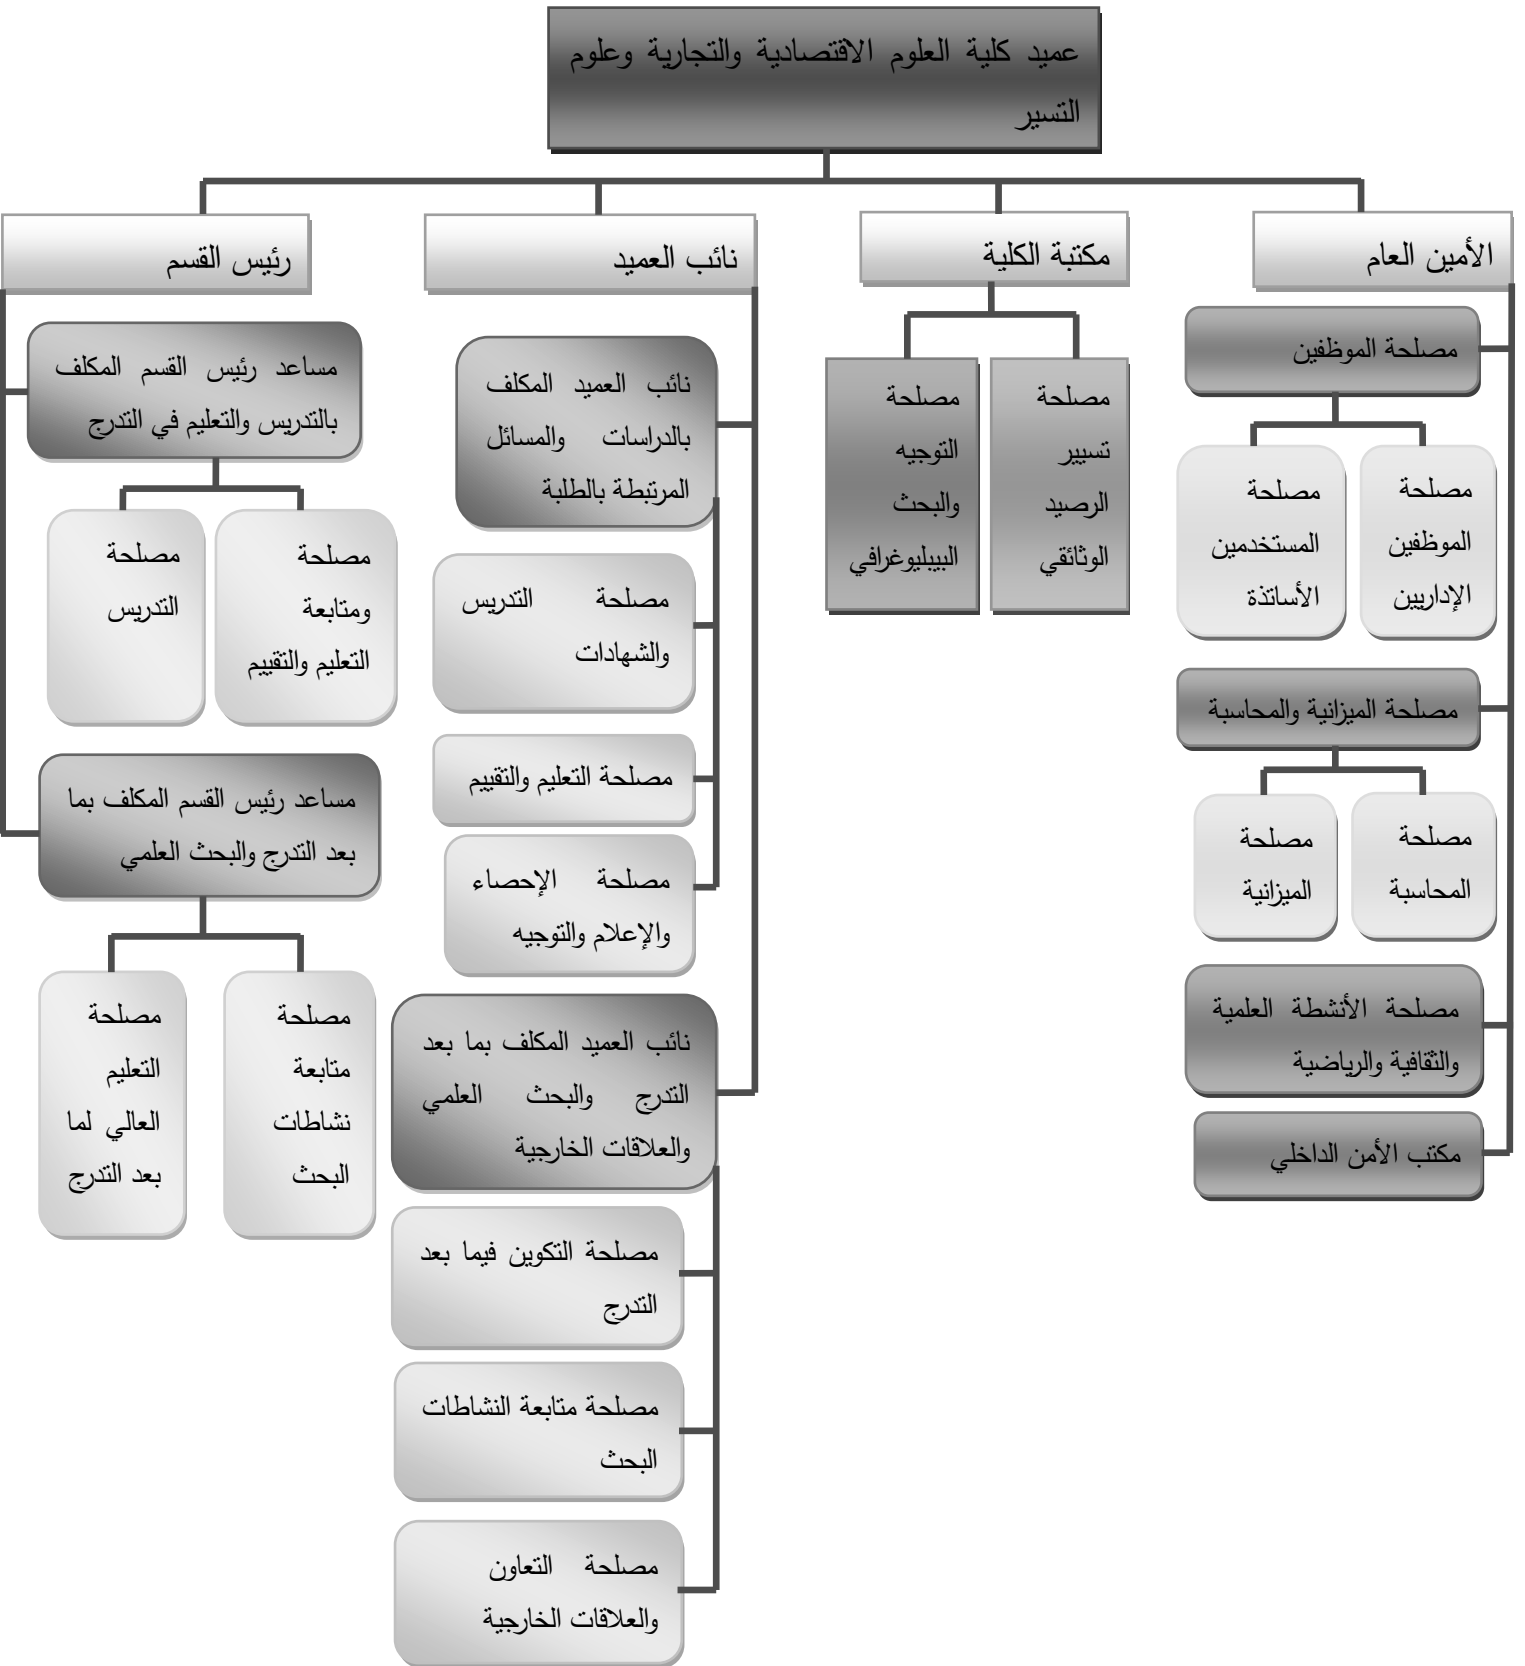 عميد كلية العلوم الاقتصادية والتجارية وعلوم
التسير
الأمين العام
مكتبة الكلية
نائب العميد
رئيس القسم
مصلحة الموظفين
مصلحة
الموظفين
الإداريين
مصلحة
المستخدمين
الأساتذة
مصلحة الميزانية والمحاسبة
مصلحة
المحاسبة
مصلحة
الميزانية
مصلحة الأنشطة العلمية
والثقافية والرياضية
مكتب الأمن الداخلي
مصلحة
تسيير
الرصيد
الوثائقي
مصلحة
التوجيه
والبحث
البيبليوغرافي
نائب العميد المكلف
بالدراسات والمسائل
المرتبطة بالطلبة
مصلحة التدريس
والشهادات
مصلحة التعليم والتقييم
مصلحة الإحصاء
والإعلام والتوجيه
نائب العميد المكلف بما بعد
التدرج والبحث العلمي
والعلاقات الخارجية
مصلحة التكوين فيما بعد
التدرج
مصلحة متابعة النشاطات
البحث
مصلحة التعاون
والعلاقات الخارجية
مساعد رئيس القسم المكلف
بالتدريس والتعليم في التدرج
مصلحة
ومتابعة
التعليم والتقييم
مصلحة
التدريس
مساعد رئيس القسم المكلف بما
بعد التدرج والبحث العلمي
مصلحة
متابعة
نشاطات
البحث
مصلحة
التعليم
العالي لما
بعد التدرج